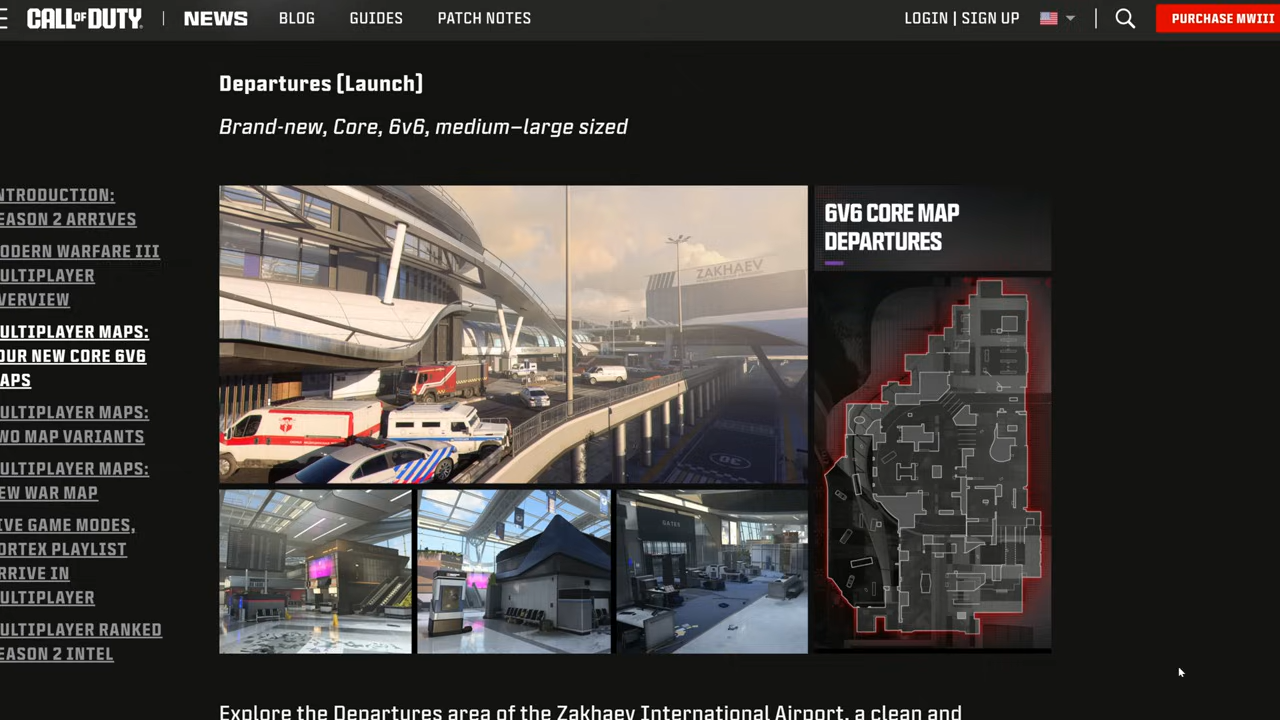 CALL OF DUTY
NEWS
BLOG
GUIDES
PATCH NOTES
LOGIN | SIGN UP
PURCHASE MWIII
Departures [Launch]
Brand-new, Core, 6v6, medium–large sized
NTRODUCTION:
EASON 2 ARRIVES
ODERN WARFARE III
ULTIPLAYER
VERVIEW
ULTIPLAYER MAPS:
OUR NEW CORE 6V6
APS
ULTIPLAYER MAPS:
WO MAP VARIANTS
ULTIPLAYER MAPS:
EW WAR MAP
IVE GAME MODES,
ORTEX PLAYLIST
RRIVE IN
ULTIPLAYER
ULTIPLAYER RANKED
EASON 2 INTEL
ZAKHAEV
GATES
6V6 CORE MAP
DEPARTURES
Explore the Departures area of the Zakhaev International Airport, a clean and